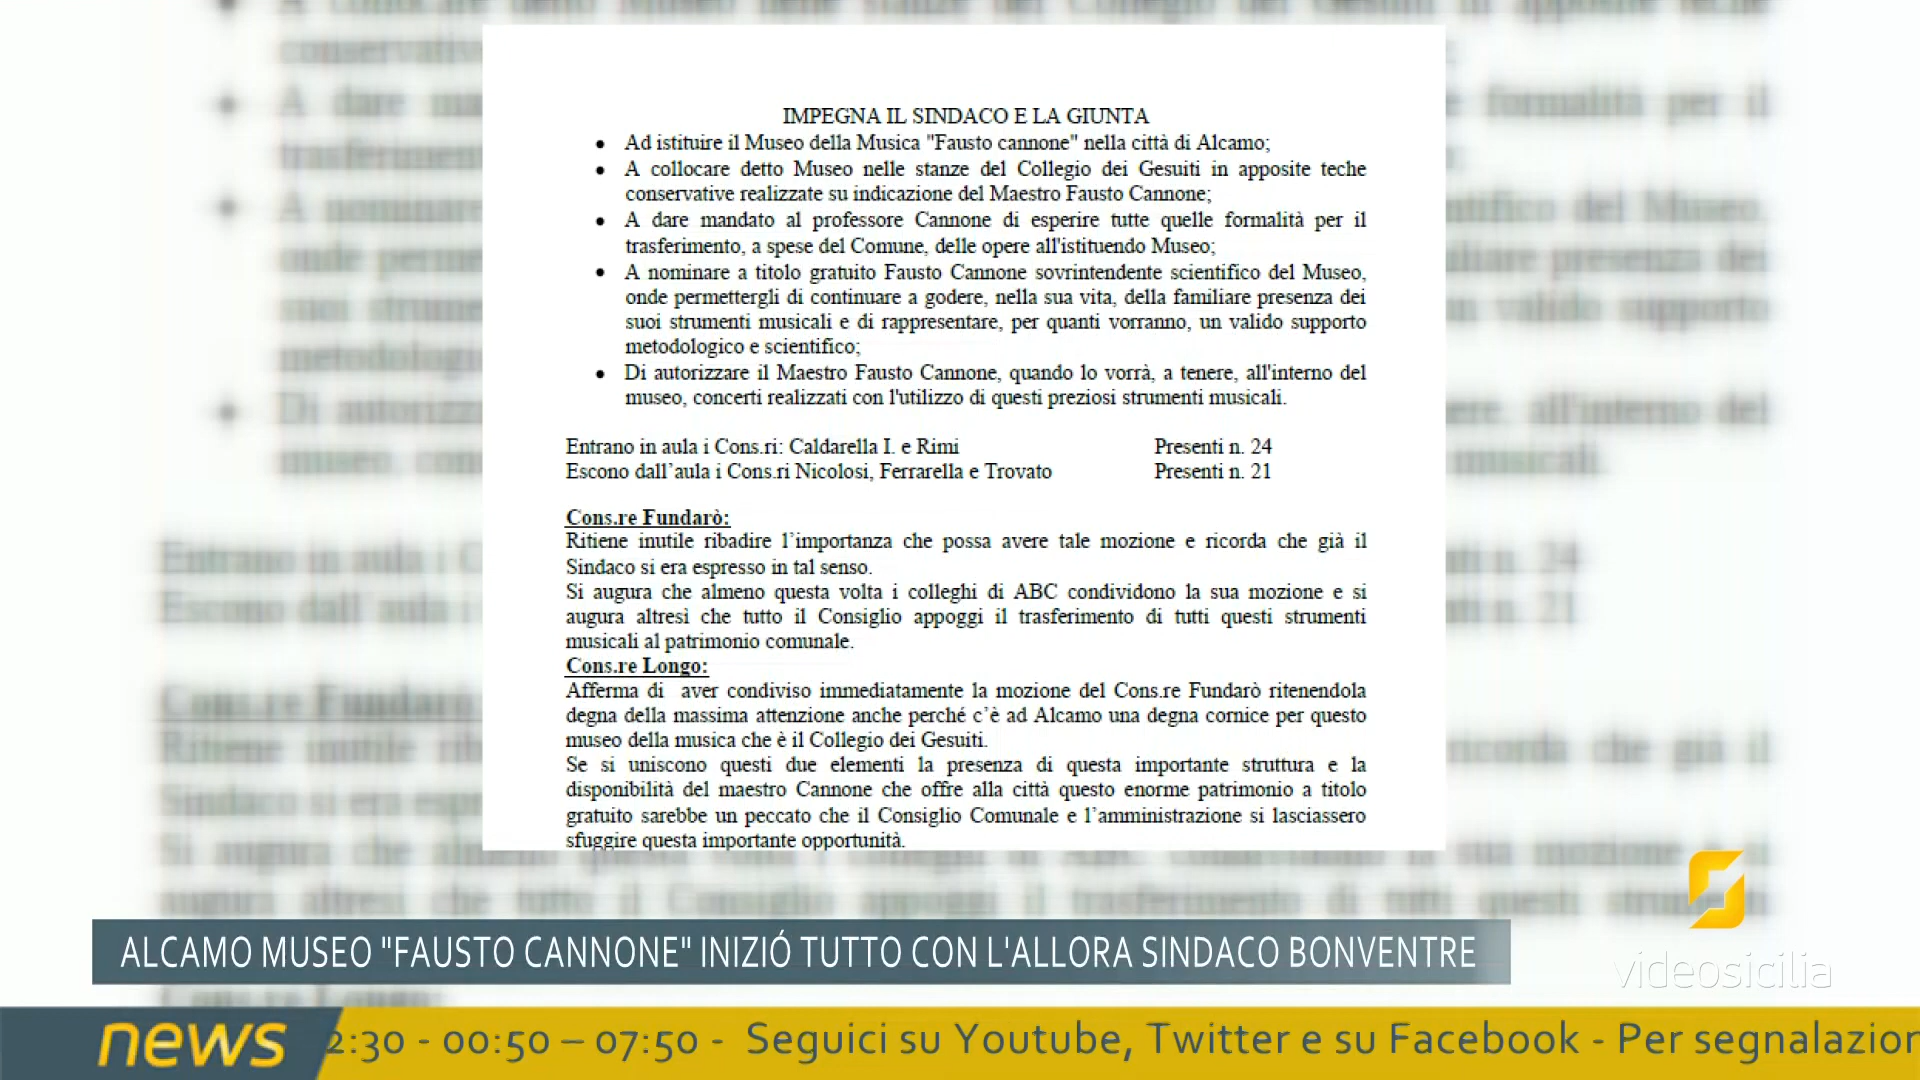 IMPEGNA IL SINDACO E LA GIUNTA
• Ad istituire il Museo della Musica "Fausto cannone" nella città di Alcamo;
• A collocare detto Museo nelle stanze del Collegio dei Gesuiti in apposite teche
conservative realizzate su indicazione del Maestro Fausto Cannone;
• A dare mandato al professore Cannone di esperire tutte quelle formalità per il
trasferimento, a spese del Comune, delle opere all'istituendo Museo;
• A nominare a titolo gratuito Fausto Cannone sovrintendente scientifico del Museo,
onde permettergli di continuare a godere, nella sua vita, della familiare presenza dei
suoi strumenti musicali e di rappresentare, per quanti vorranno, un valido supporto
metodologico e scientifico;
• Di autorizzare il Maestro Fausto Cannone, quando lo vorrà, a tenere, all'interno del
museo, concerti realizzati con l'utilizzo di questi preziosi strumenti musicali.
Entrano in aula i Cons.ri: Caldarella I. e Rimi Presenti n. 24
Escono dall'aula i Cons.ri Nicolosi, Ferrarella e Trovato Presenti n. 21
Cons.re Fundarò:
Ritiene inutile ribadire l'importanza che possa avere tale mozione e ricorda che già il
Sindaco si era espresso in tal senso.
Si augura che almeno questa volta i colleghi di ABC condividono la sua mozione e si
augura altresì che tutto il Consiglio appoggi il trasferimento di tutti questi strumenti
musicali al patrimonio comunale.
Cons.re Longo:
Afferma di aver condiviso immediatamente la mozione del Cons.re Fundarò ritenendola
degna della massima attenzione anche perché c'è ad Alcamo una degna cornice per questo
museo della musica che è il Collegio dei Gesuiti.
Se si uniscono questi due elementi la presenza di questa importante struttura e la
disponibilità del maestro Cannone che offre alla città questo enorme patrimonio a titolo
gratuito sarebbe un peccato che il Consiglio Comunale e l'amministrazione si lasciassero
sfuggire questa importante opportunità.
ALCAMO MUSEO "FAUSTO CANNONE" INIZIÓ TUTTO CON L'ALLORA SINDACO BONVENTRE
videosicilia
news 2:30 - 00:50 – 07:50 - Seguici su Youtube, Twitter e su Facebook - Per segnalazion